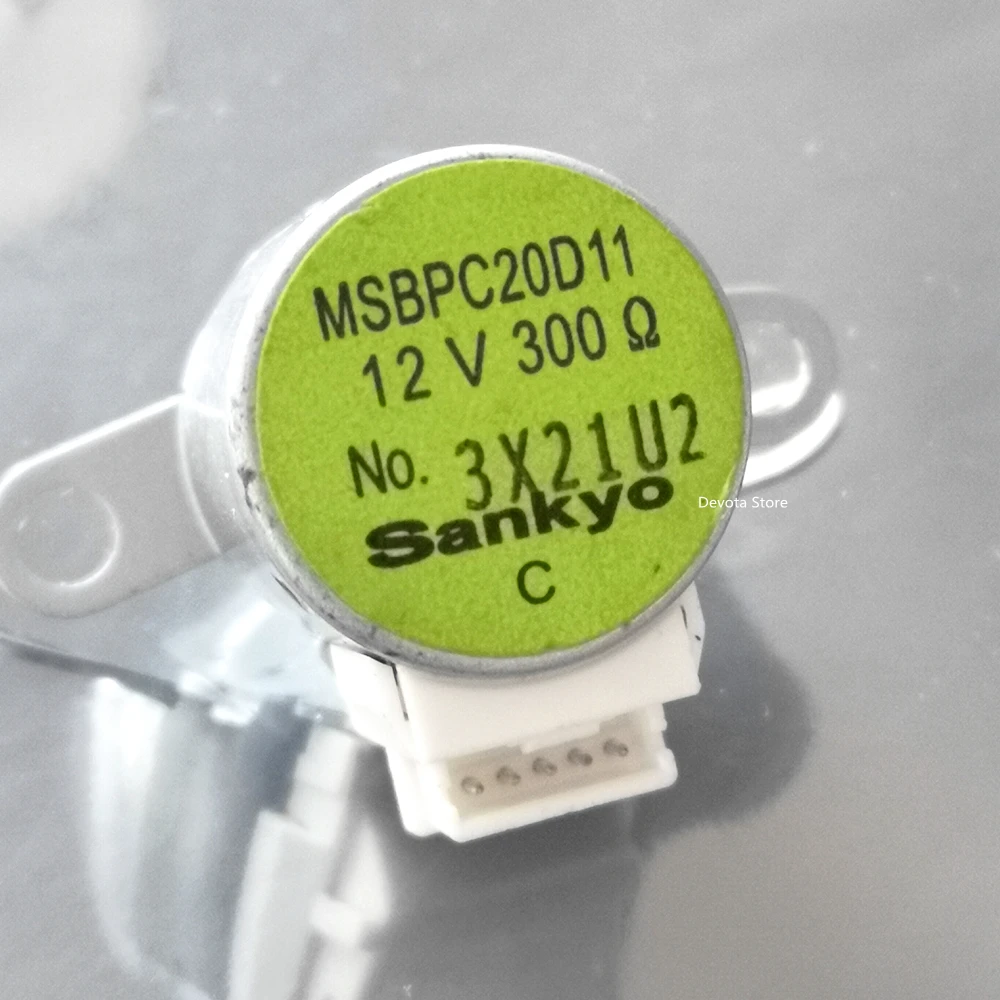 MSBPC20D11
12 V 300 Ω
No. 3X21U2
Sankyo
C
Devota Store